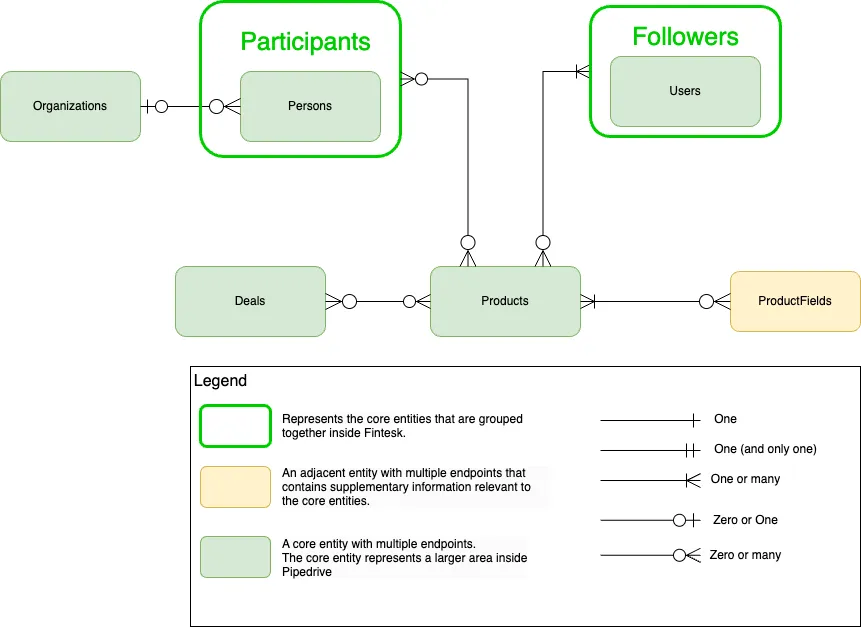 Participants
Followers
Organizations
Persons
Users
Deals
Products
ProductFields
Legend
Represents the core entities that are grouped
together inside Fintesk.
An adjacent entity with multiple endpoints that
contains supplementary information relevant to
the core entities.
A core entity with multiple endpoints.
The core entity represents a larger area inside
Pipedrive
One
One (and only one)
One or many
Zero or One
Zero or many